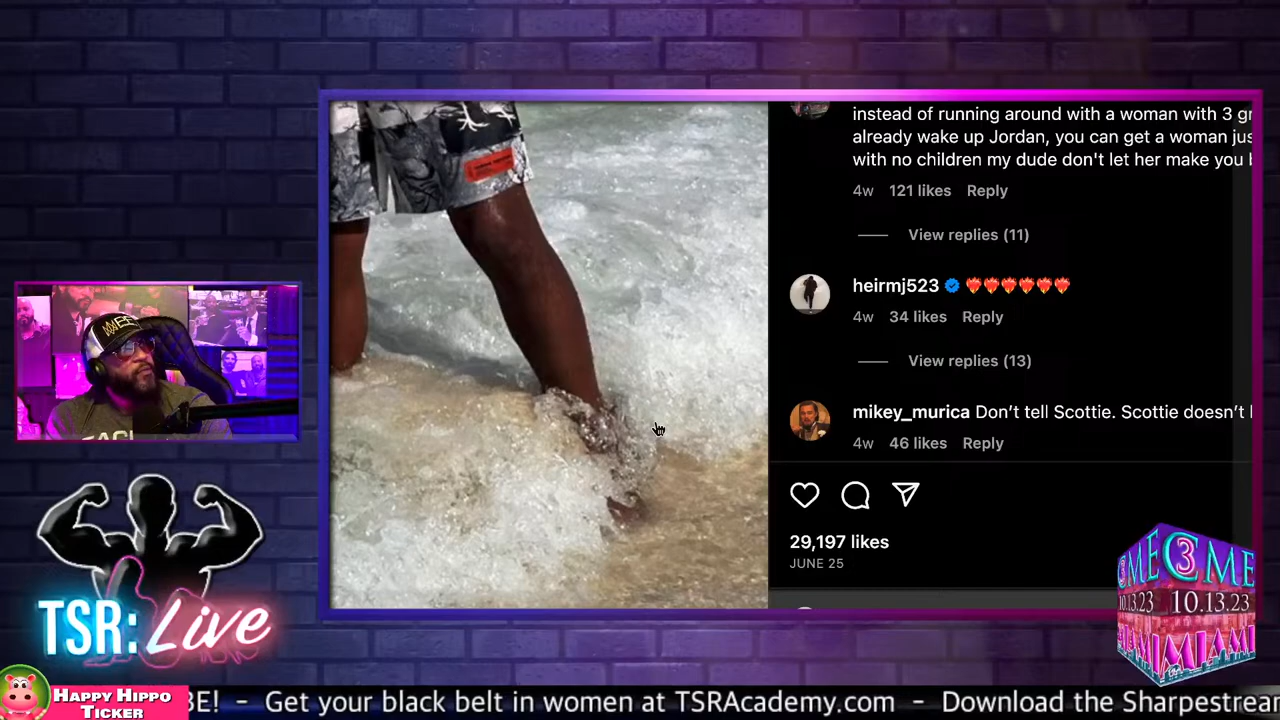 instead of running around with a woman with 3 gr
already wake up Jordan, you can get a woman jus
with no children my dude don't let her make you
4w 121 likes Reply
View replies (11)
heirmj523
4w 34 likes Reply
View replies (13)
mikey_murica Don't tell Scottie. Scottie doesn't
4w 46 likes Reply
29,197 likes
JUNE 25
TSR: Live
3 ME
10.13.23 10.13.23
MIAMI
HAPPY HIPPO
TICKER
BE! – Get your black belt in women at TSRAcademy.com – Download the Sharpestrear